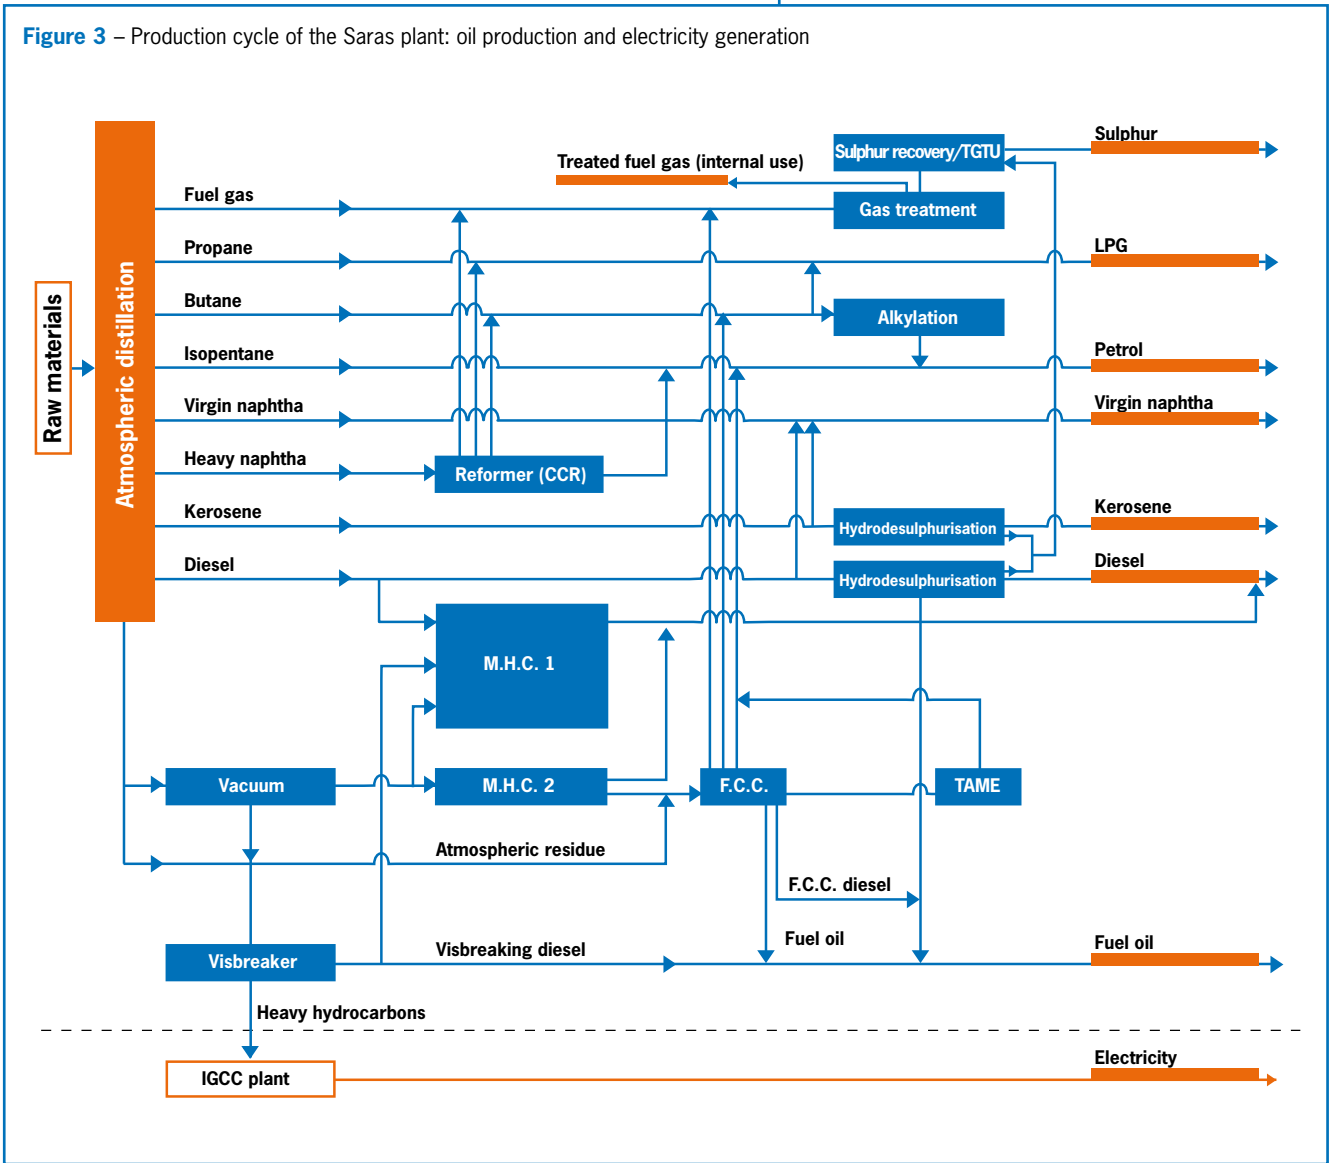 Figure 3 – Production cycle of the Saras plant: oil production and electricity generation
Raw materials
Atmospheric distillation
Treated fuel gas (internal use)
Sulphur recovery/TGTU
Sulphur
Fuel gas
Gas treatment
Propane
LPG
Butane
Alkylation
Isopentane
Petrol
Virgin naphtha
Virgin naphtha
Heavy naphtha
Reformer (CCR)
Kerosene
Hydrodesulphurisation
Kerosene
Diesel
Hydrodesulphurisation
Diesel
M.H.C. 1
Vacuum
M.H.C. 2
F.C.C.
TAME
Atmospheric residue
F.C.C. diesel
Fuel oil
Visbreaker
Visbreaking diesel
Fuel oil
Heavy hydrocarbons
IGCC plant
Electricity